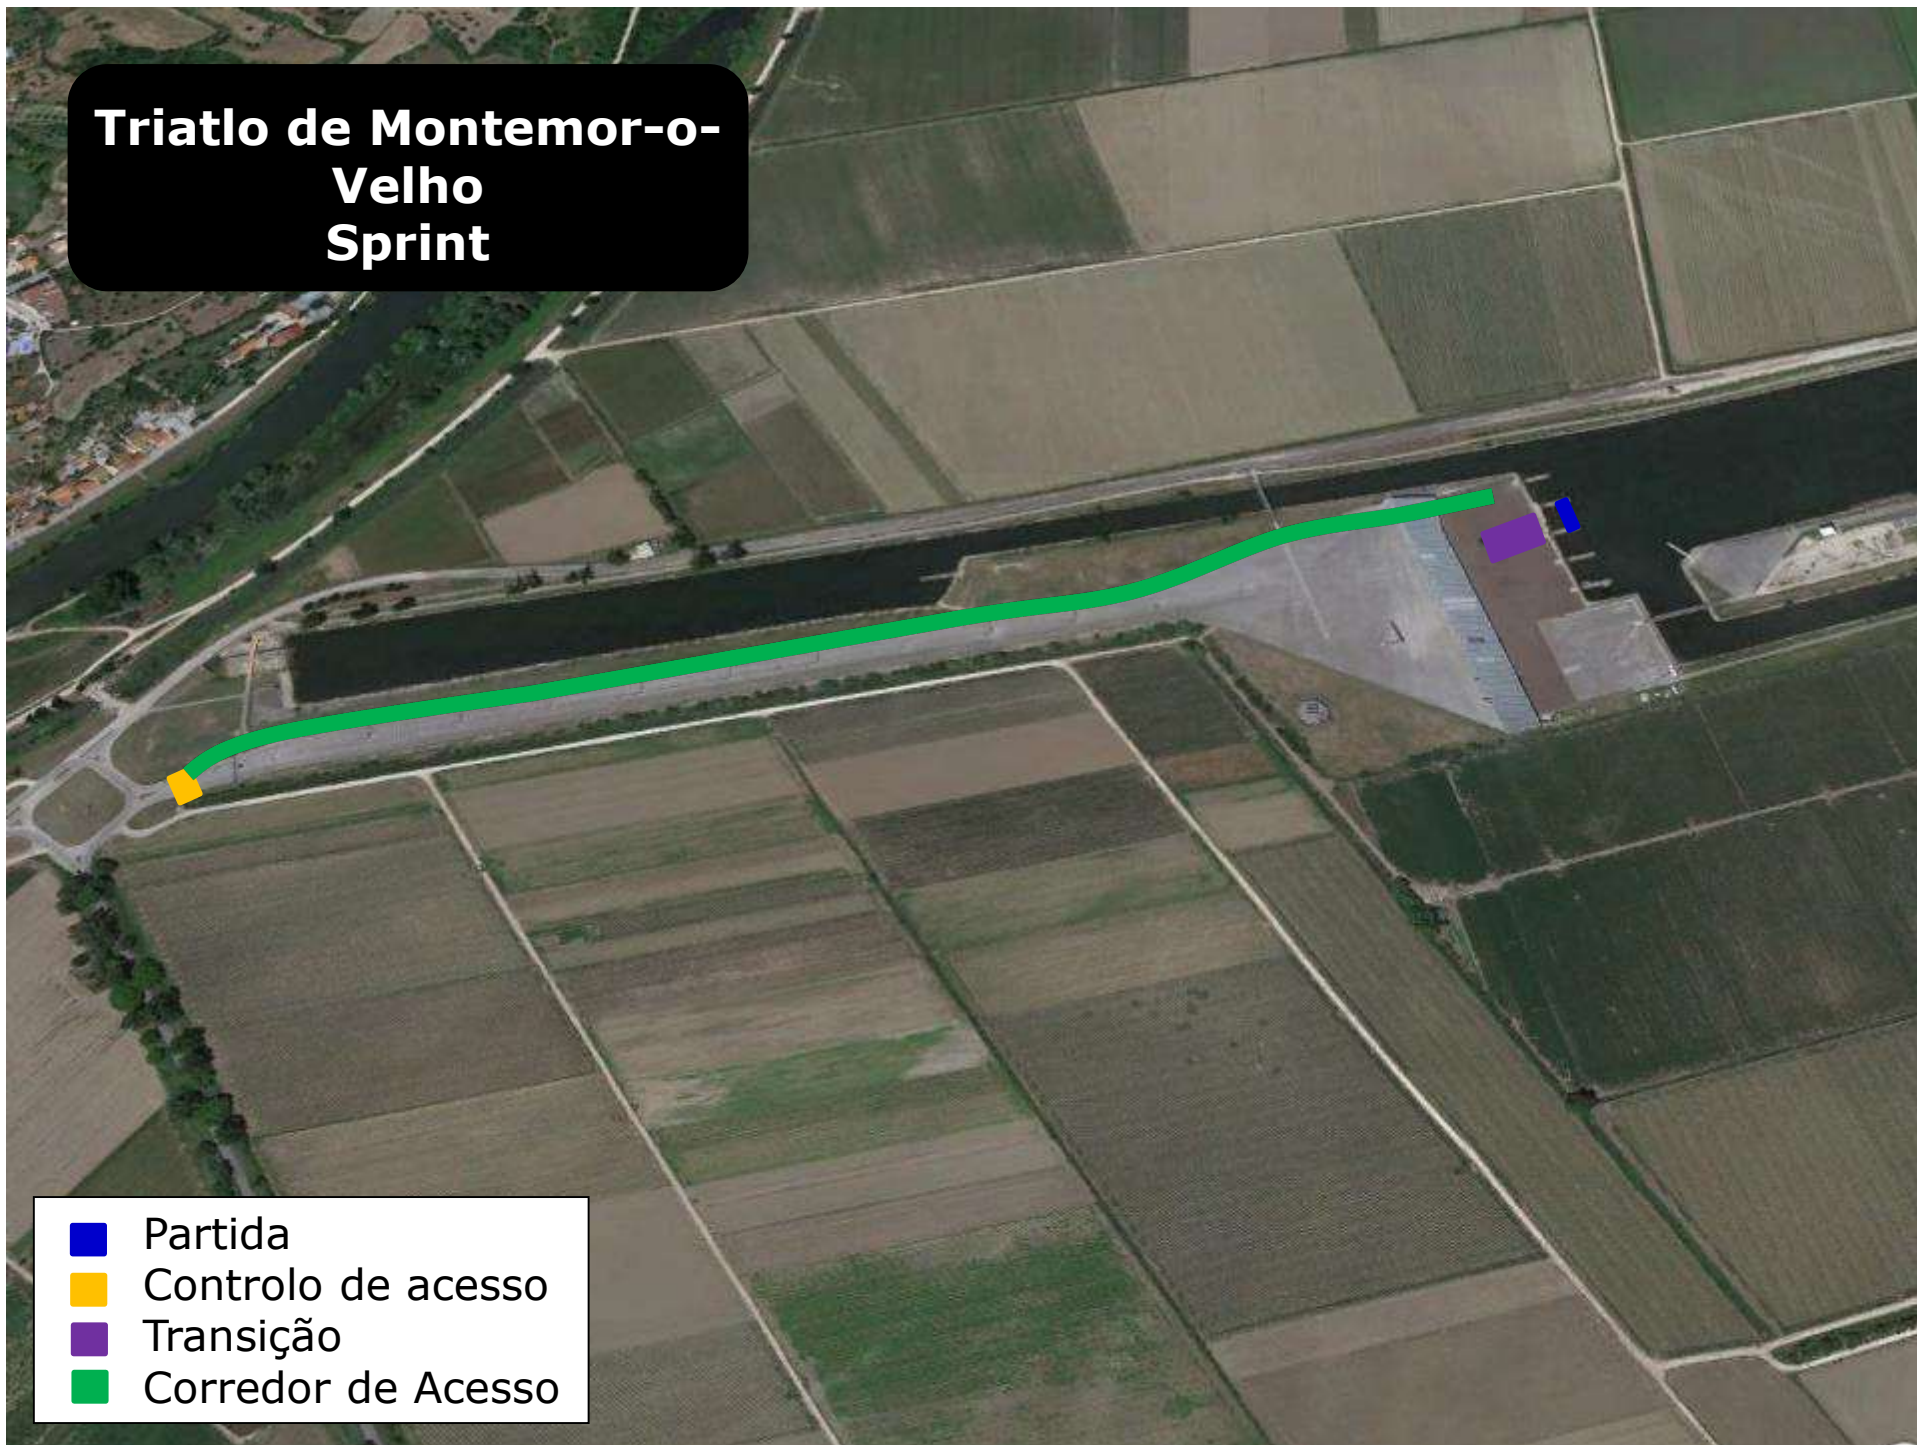 Triatlo de Montemor-o-
Velho
Sprint
Partida
Controlo de acesso
Transição
Corredor de Acesso